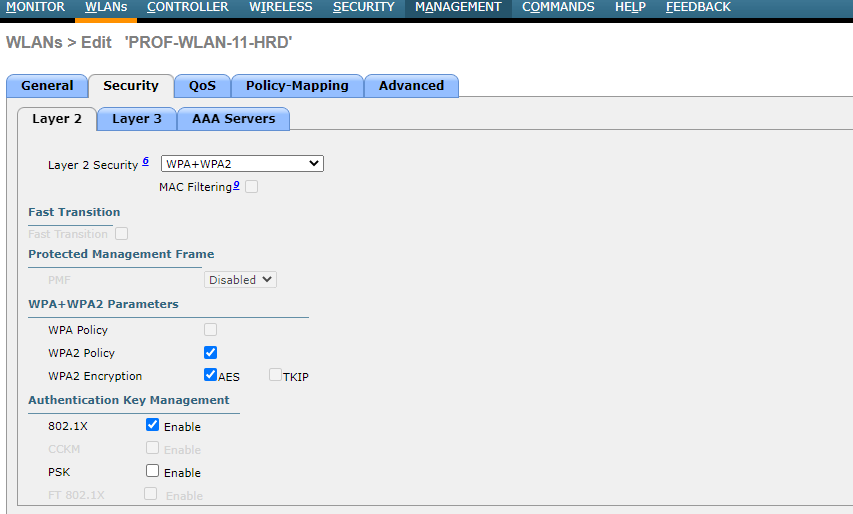 MONITOR WLANs CONTROLLER WIRELESS SECURITY MANAGEMENT COMMANDS HELP FEEDBACK
WLANs > Edit 'PROF-WLAN-11-HRD'
General Security QoS Policy-Mapping Advanced
Layer 2 Layer 3 AAA Servers
Layer 2 Security 6 WPA+WPA2
MAC Filtering 9
Fast Transition
Fast Transition
Protected Management Frame
PMF Disabled
WPA+WPA2 Parameters
WPA Policy
WPA2 Policy
WPA2 Encryption AES TKIP
Authentication Key Management
802.1X Enable
CCKM Enable
PSK Enable
FT 802.1X Enable